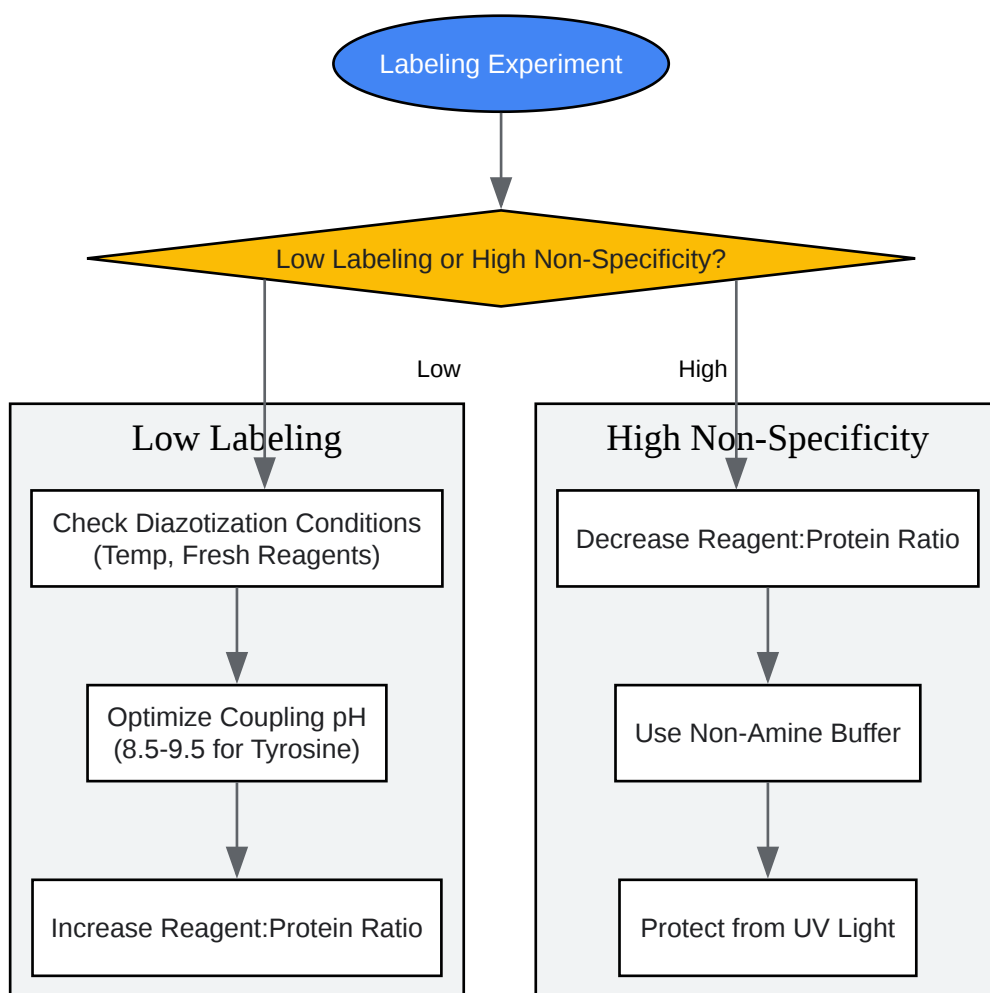 Labeling Experiment
Low Labeling or High Non-Specificity?
Low
High
Low Labeling
Check Diazotization Conditions
(Temp, Fresh Reagents)
Optimize Coupling pH
(8.5-9.5 for Tyrosine)
Increase Reagent:Protein Ratio
High Non-Specificity
Decrease Reagent:Protein Ratio
Use Non-Amine Buffer
Protect from UV Light